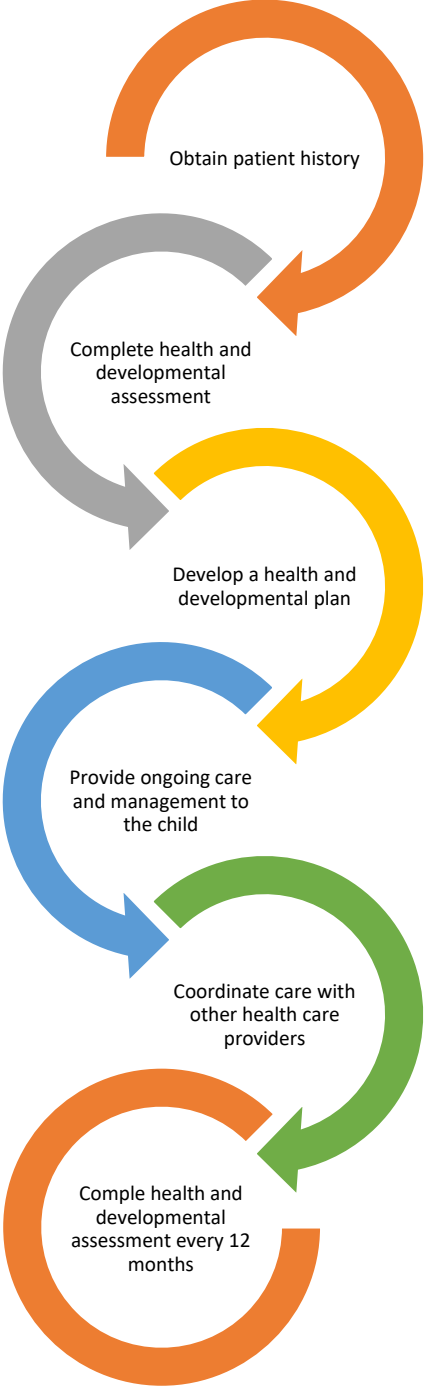 Obtain patient history
Complete health and
developmental
assessment
Develop a health and
developmental plan
Provide ongoing care
and management to
the child
Coordinate care with
other health care
providers
Comple health and
developmental
assessment every 12
months